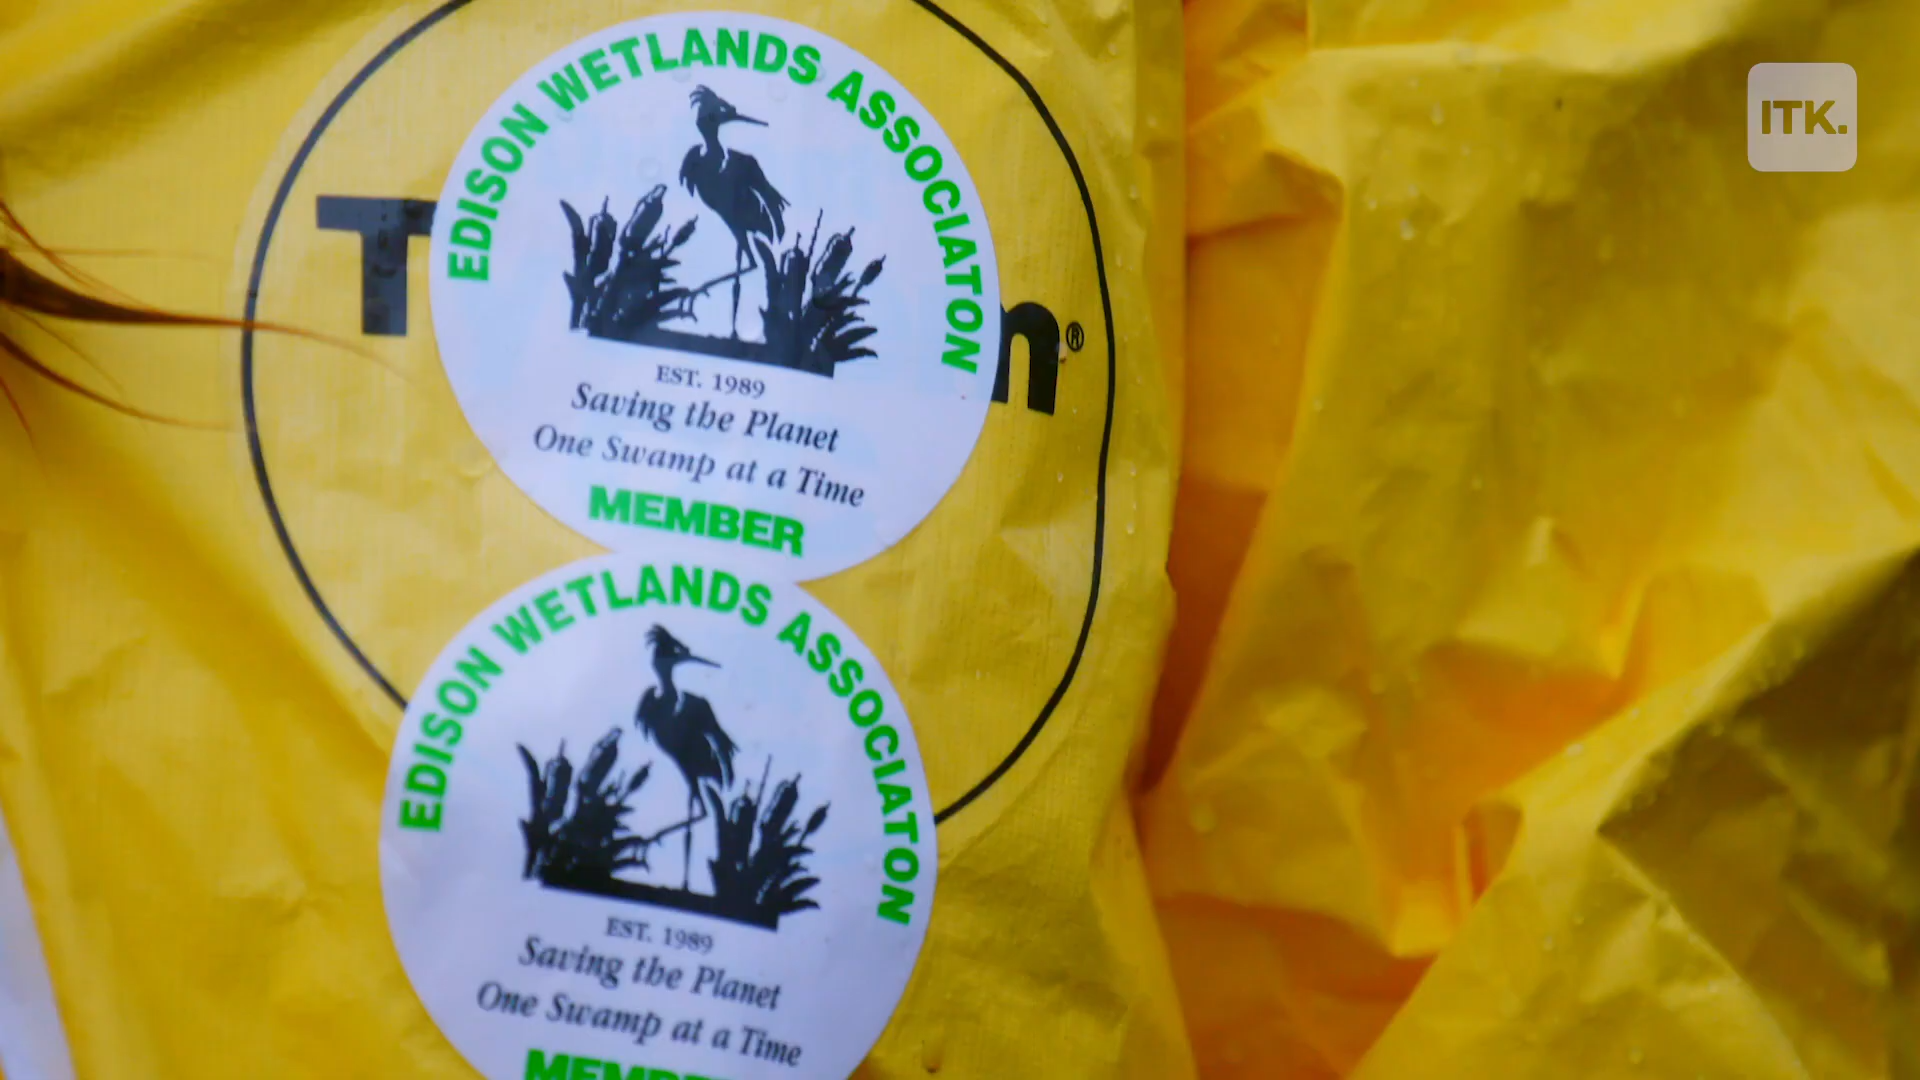 ITK.
T
n®
EDISON WETLANDS ASSOCIATON
EST. 1989
Saving the Planet
One Swamp at a Time
MEMBER
EDISON WETLANDS ASSOCIATON
EST. 1989
Saving the Planet
One Swamp at a Time
MEMBER